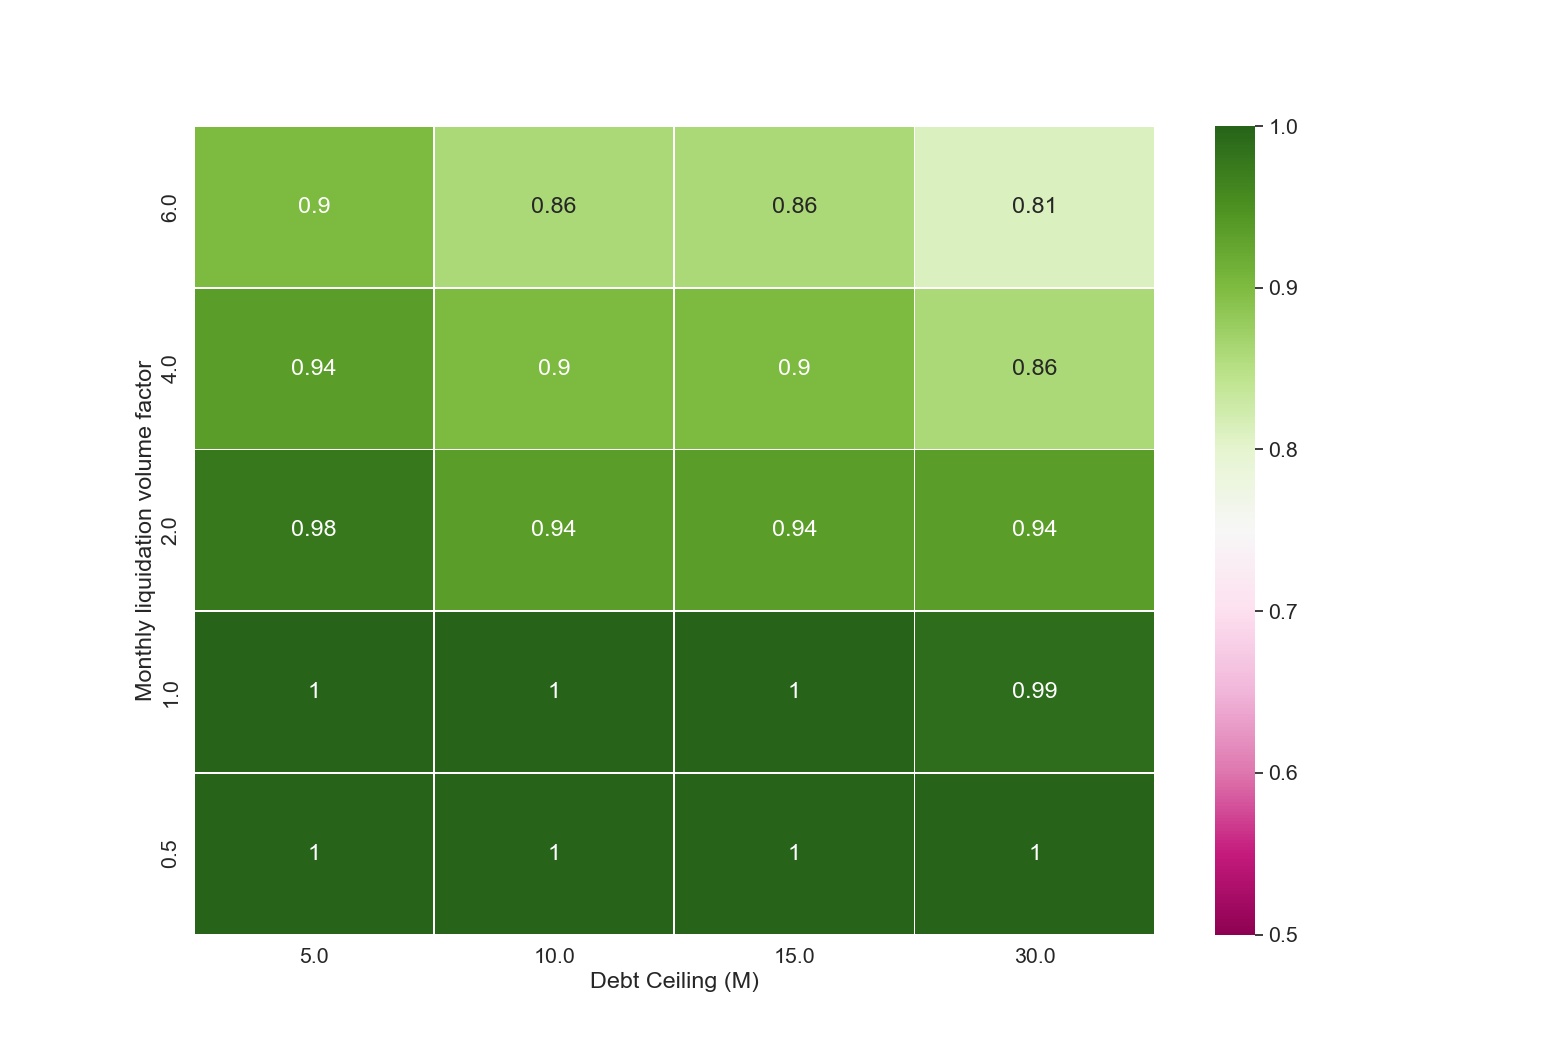 1.0
6.0 0.9 0.86 0.86 0.81
0.9
4.0 0.94 0.9 0.9 0.86
0.8
Monthly liquidation volume factor
2.0 0.98 0.94 0.94 0.94
0.7
1.0 1 1 1 0.99
0.6
0.5 1 1 1 1
0.5
5.0 10.0 15.0 30.0
Debt Ceiling (M)